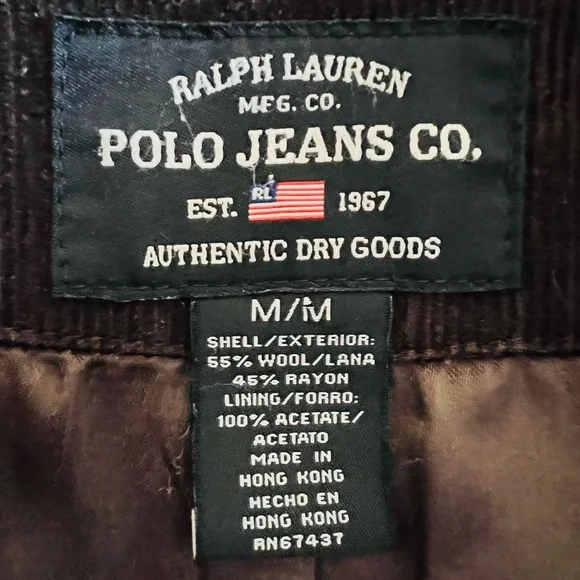 RALPH LAUREN
MFG. CO.
POLO JEANS CO.
EST. RL 1967
AUTHENTIC DRY GOODS
M/M
SHELL/EXTERIOR:
55% WOOL/LANA
45% RAYON
LINING/FORRO:
100% ACETATE/
ACETATO
MADE IN
HONG KONG
HECHO EN
HONG KONG
RN67437